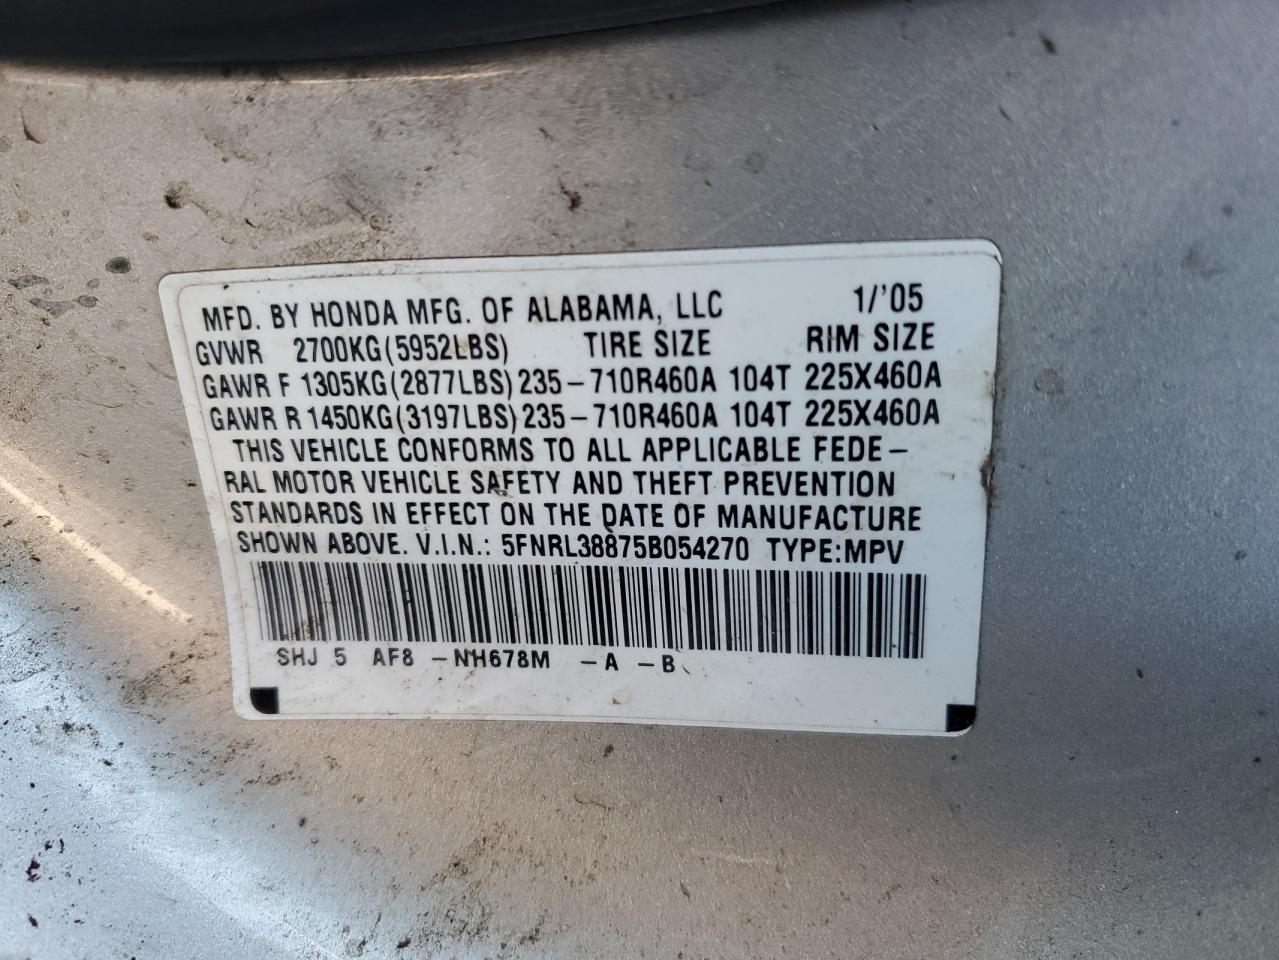 MFD. BY HONDA MFG. OF ALABAMA, LLC 1/'05
GVWR 2700KG(5952LBS) TIRE SIZE RIM SIZE
GAWR F 1305KG(2877LBS) 235-710R460A 104T 225X460A
GAWR R 1450KG(3197LBS) 235-710R460A 104T 225X460A
THIS VEHICLE CONFORMS TO ALL APPLICABLE FEDE-
RAL MOTOR VEHICLE SAFETY AND THEFT PREVENTION
STANDARDS IN EFFECT ON THE DATE OF MANUFACTURE
SHOWN ABOVE. V.I.N.: 5FNRL38875B054270 TYPE:MPV
SHJ 5 AF8 -NH678M -A -B